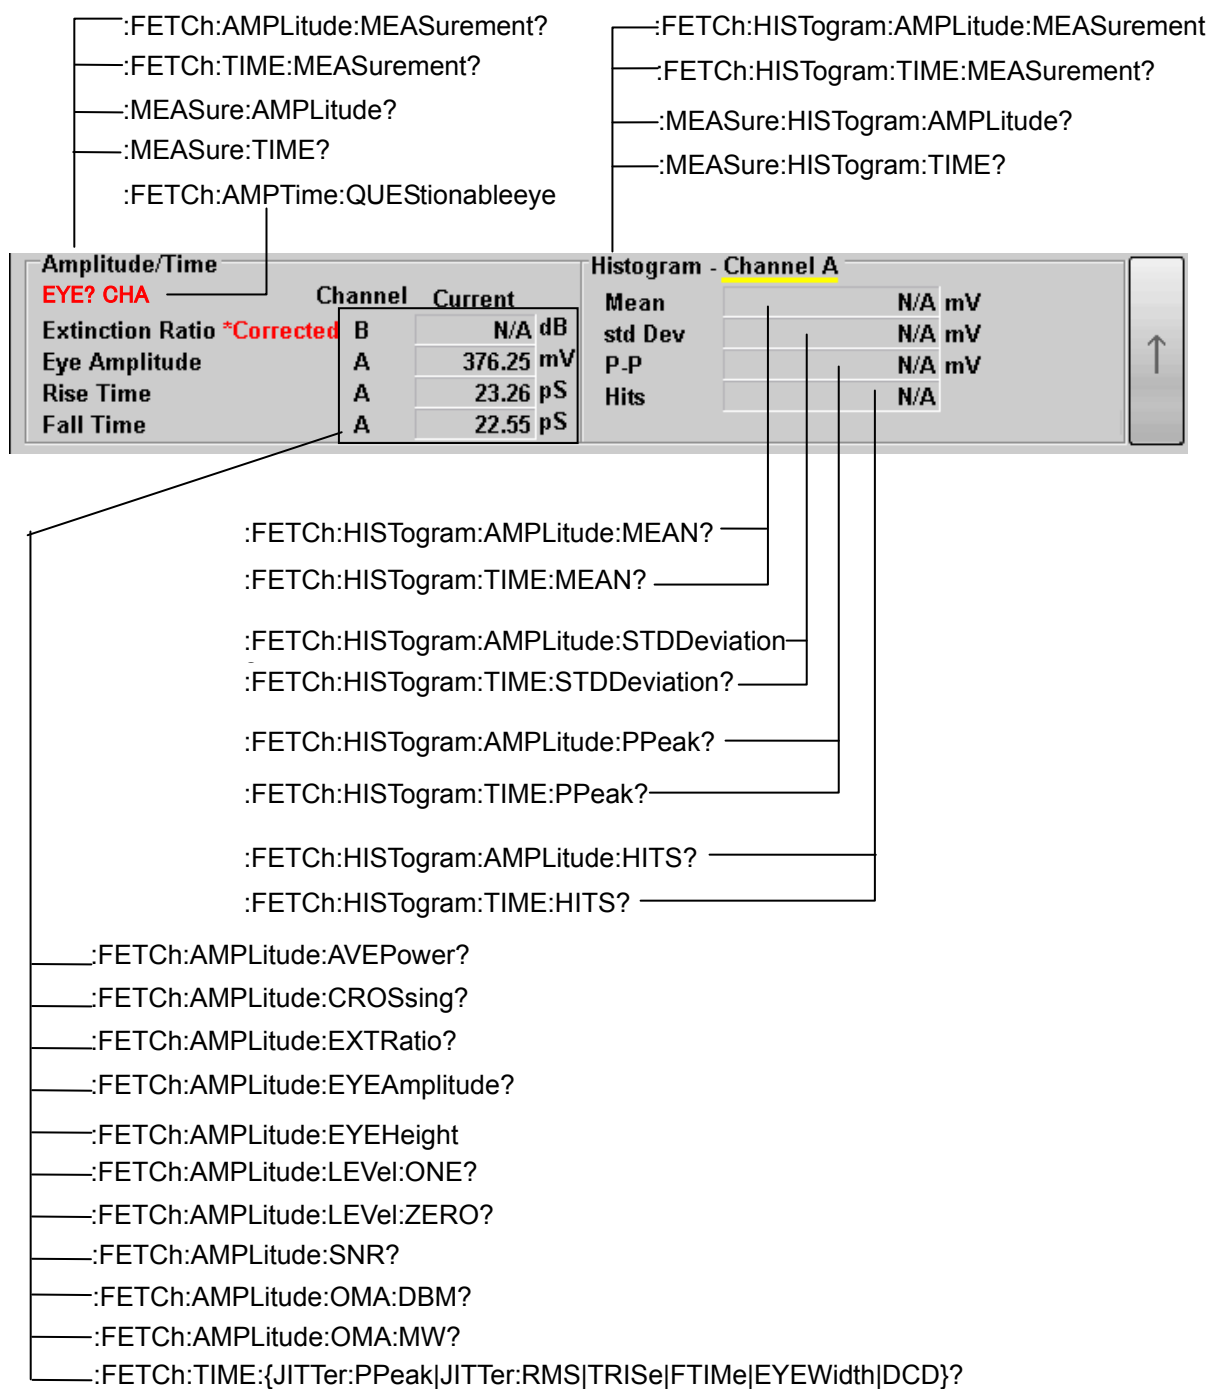 :FETCh:AMPLitude:MEASurement?
:FETCh:TIME:MEASurement?
:MEASure:AMPLitude?
:MEASure:TIME?
:FETCh:AMPTime:QUEStionableeye
:FETCh:HISTogram:AMPLitude:MEASurement
:FETCh:HISTogram:TIME:MEASurement?
:MEASure:HISTogram:AMPLitude?
:MEASure:HISTogram:TIME?
Amplitude/Time
EYE? CHA Channel Current
Extinction Ratio *Corrected B N/A dB
Eye Amplitude A 376.25 mV
Rise Time A 23.26 pS
Fall Time A 22.55 pS
Histogram - Channel A
Mean N/A mV
std Dev N/A mV
P-P N/A mV
Hits N/A
↑
:FETCh:HISTogram:AMPLitude:MEAN?
:FETCh:HISTogram:TIME:MEAN?
:FETCh:HISTogram:AMPLitude:STDDeviation
:FETCh:HISTogram:TIME:STDDeviation?
:FETCh:HISTogram:AMPLitude:PPeak?
:FETCh:HISTogram:TIME:PPeak?
:FETCh:HISTogram:AMPLitude:HITS?
:FETCh:HISTogram:TIME:HITS?
:FETCh:AMPLitude:AVEPower?
:FETCh:AMPLitude:CROSsing?
:FETCh:AMPLitude:EXTRatio?
:FETCh:AMPLitude:EYEAmplitude?
:FETCh:AMPLitude:EYEHeight
:FETCh:AMPLitude:LEVel:ONE?
:FETCh:AMPLitude:LEVel:ZERO?
:FETCh:AMPLitude:SNR?
:FETCh:AMPLitude:OMA:DBM?
:FETCh:AMPLitude:OMA:MW?
:FETCh:TIME:{JITTer:PPeak|JITTer:RMS|TRISe|FTIMe|EYEWidth|DCD}?